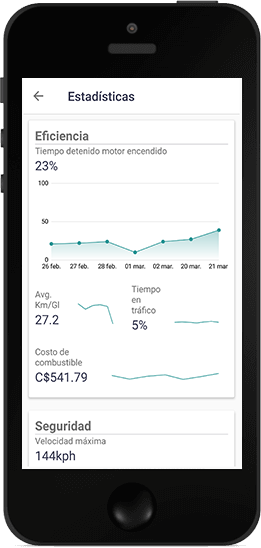 Estadísticas
Eficiencia
Tiempo detenido motor encendido
23%
100
50
0
26 feb. 27 feb. 28 feb. 01 mar. 02 mar. 20 mar. 21 mar
Avg.
Km/Gl
27.2
Tiempo
en
tráfico
5%
Costo de
combustible
C$541.79
Seguridad
Velocidad máxima
144kph